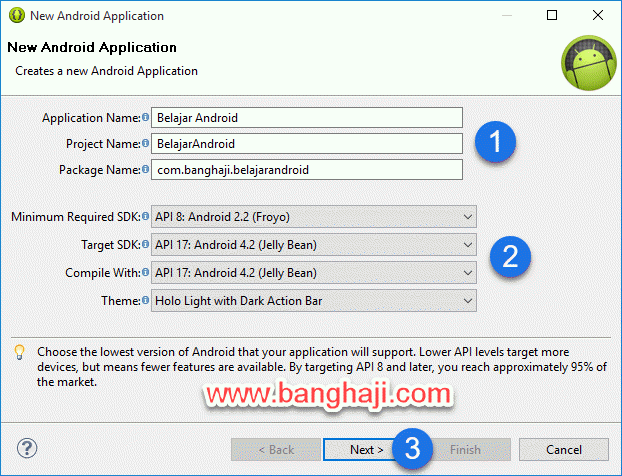 New Android Application
New Android Application
Creates a new Android Application
Application Name: Belajar Android
Project Name: BelajarAndroid
1
Package Name: com.banghaji.belajarandroid
Minimum Required SDK: API 8: Android 2.2 (Froyo)
Target SDK: API 17: Android 4.2 (Jelly Bean)
2
Compile With: API 17: Android 4.2 (Jelly Bean)
Theme: Holo Light with Dark Action Bar
Choose the lowest version of Android that your application will support. Lower API levels target more
devices, but means fewer features are available. By targeting API 8 and later, you reach approximately 95% of
the market.
www.banghaji.com
? < Back Next > 3 Finish Cancel